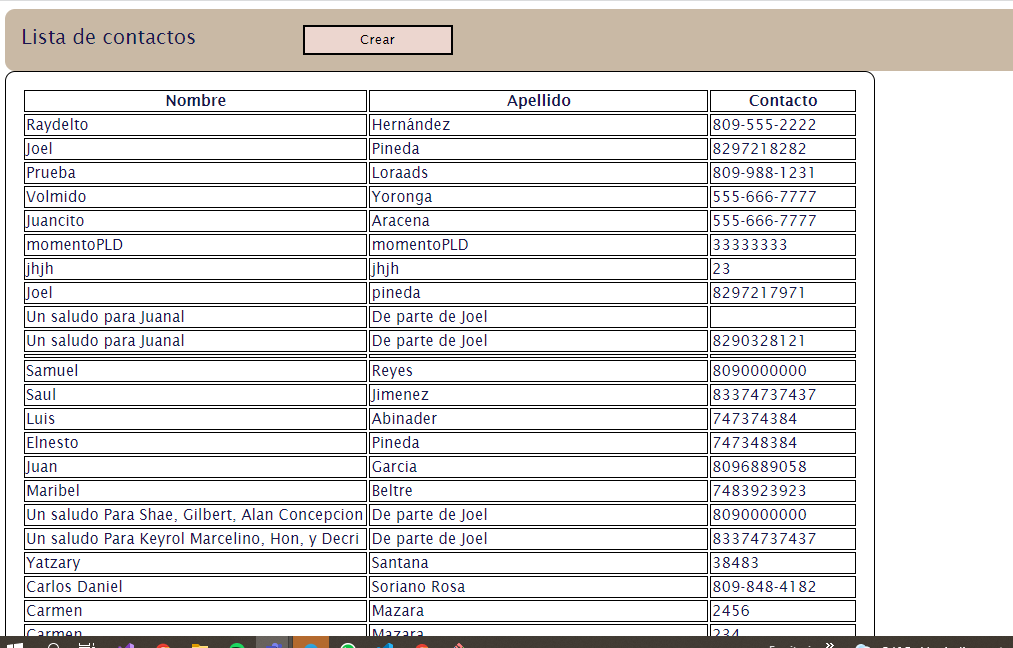 Lista de contactos Crear
Nombre Apellido Contacto
Raydelto Hernández 809-555-2222
Joel Pineda 8297218282
Prueba Loraads 809-988-1231
Volmido Yoronga 555-666-7777
Juancito Aracena 555-666-7777
momentoPLD momentoPLD 33333333
jhjh jhjh 23
Joel pineda 8297217971
Un saludo para Juanal De parte de Joel
Un saludo para Juanal De parte de Joel 8290328121
Samuel Reyes 8090000000
Saul Jimenez 83374737437
Luis Abinader 747374384
Elnesto Pineda 747348384
Juan Garcia 8096889058
Maribel Beltre 7483923923
Un saludo Para Shae, Gilbert, Alan Concepcion De parte de Joel 8090000000
Un saludo Para Keyrol Marcelino, Hon, y Decri De parte de Joel 83374737437
Yatzary Santana 38483
Carlos Daniel Soriano Rosa 809-848-4182
Carmen Mazara 2456
Carmen Mazara 234